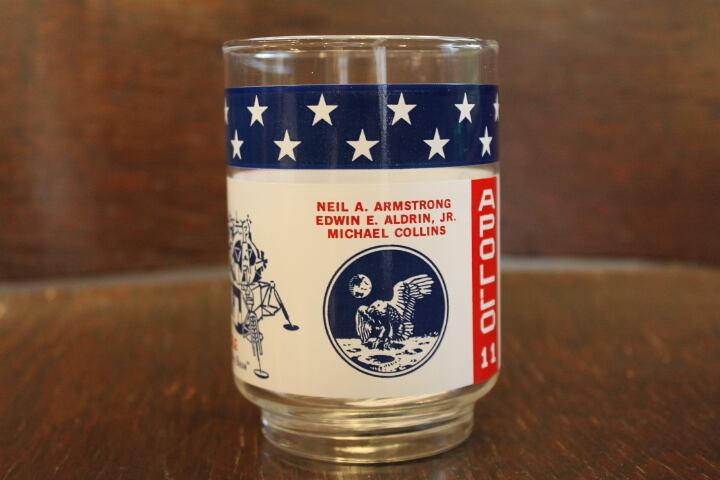 NEIL A. ARMSTRONG
EDWIN E. ALDRIN, JR.
MICHAEL COLLINS
APOLLO 11